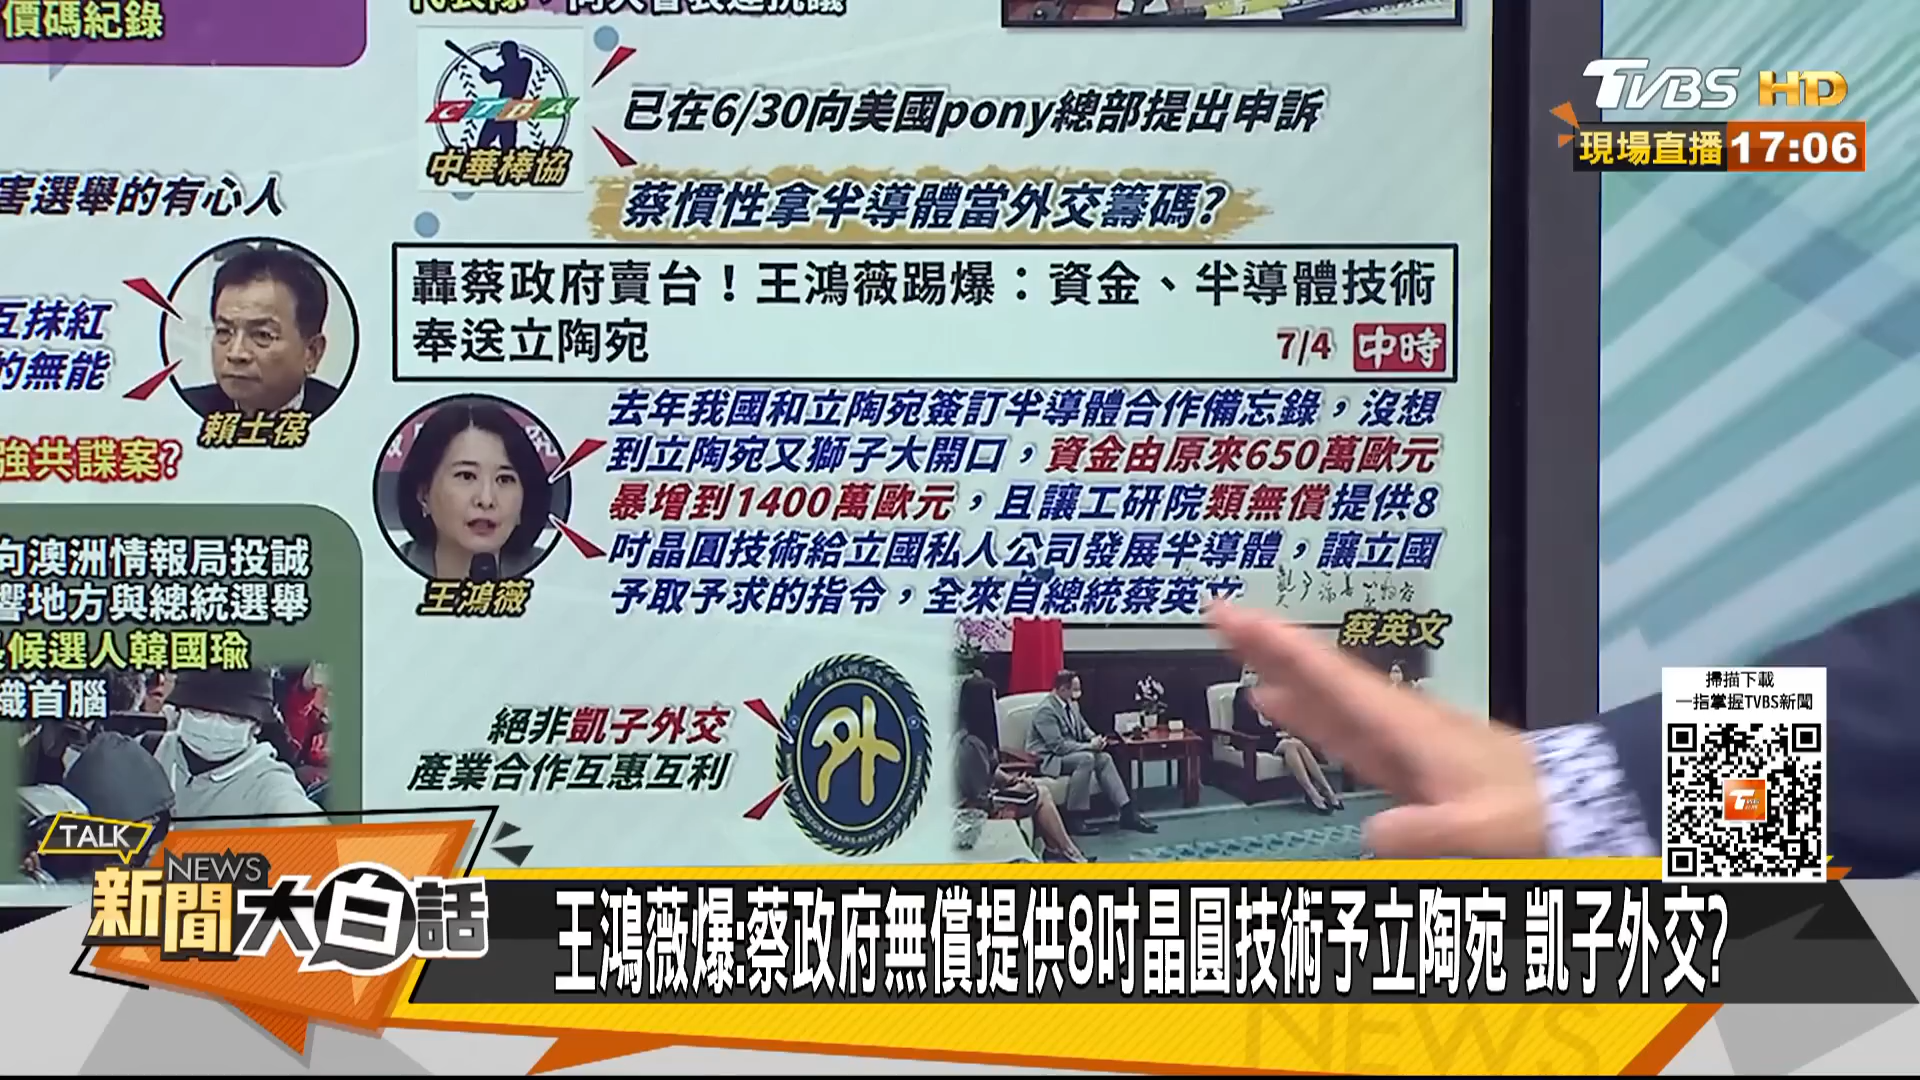 價碼紀錄
CTBA
中華棒協
已在6/30向美國pony總部提出申訴
蔡慣性拿半導體當外交籌碼?
轟蔡政府賣台！王鴻薇踢爆：資金、半導體技術
奉送立陶宛
7/4 中時
去年我國和立陶宛簽訂半導體合作備忘錄，沒想
到立陶宛又獅子大開口，資金由原來650萬歐元
暴增到1400萬歐元，且讓工研院類無償提供8
吋晶圓技術給立國私人公司發展半導體，讓立國
予取予求的指令，全來自總統蔡英文
王鴻薇
蔡英文
絕非凱子外交
產業合作互惠互利
外
害選舉的有心人
互抹紅
的無能
賴士葆
強共諜案?
向澳洲情報局投誠
響地方與總統選舉
候選人韓國瑜
織首腦
TVBS HD
現場直播 17:06
掃描下載
一指掌握TVBS新聞
TALK
NEWS
新聞大白話
王鴻薇爆:蔡政府無償提供8吋晶圓技術予立陶宛 凱子外交?
NEWS